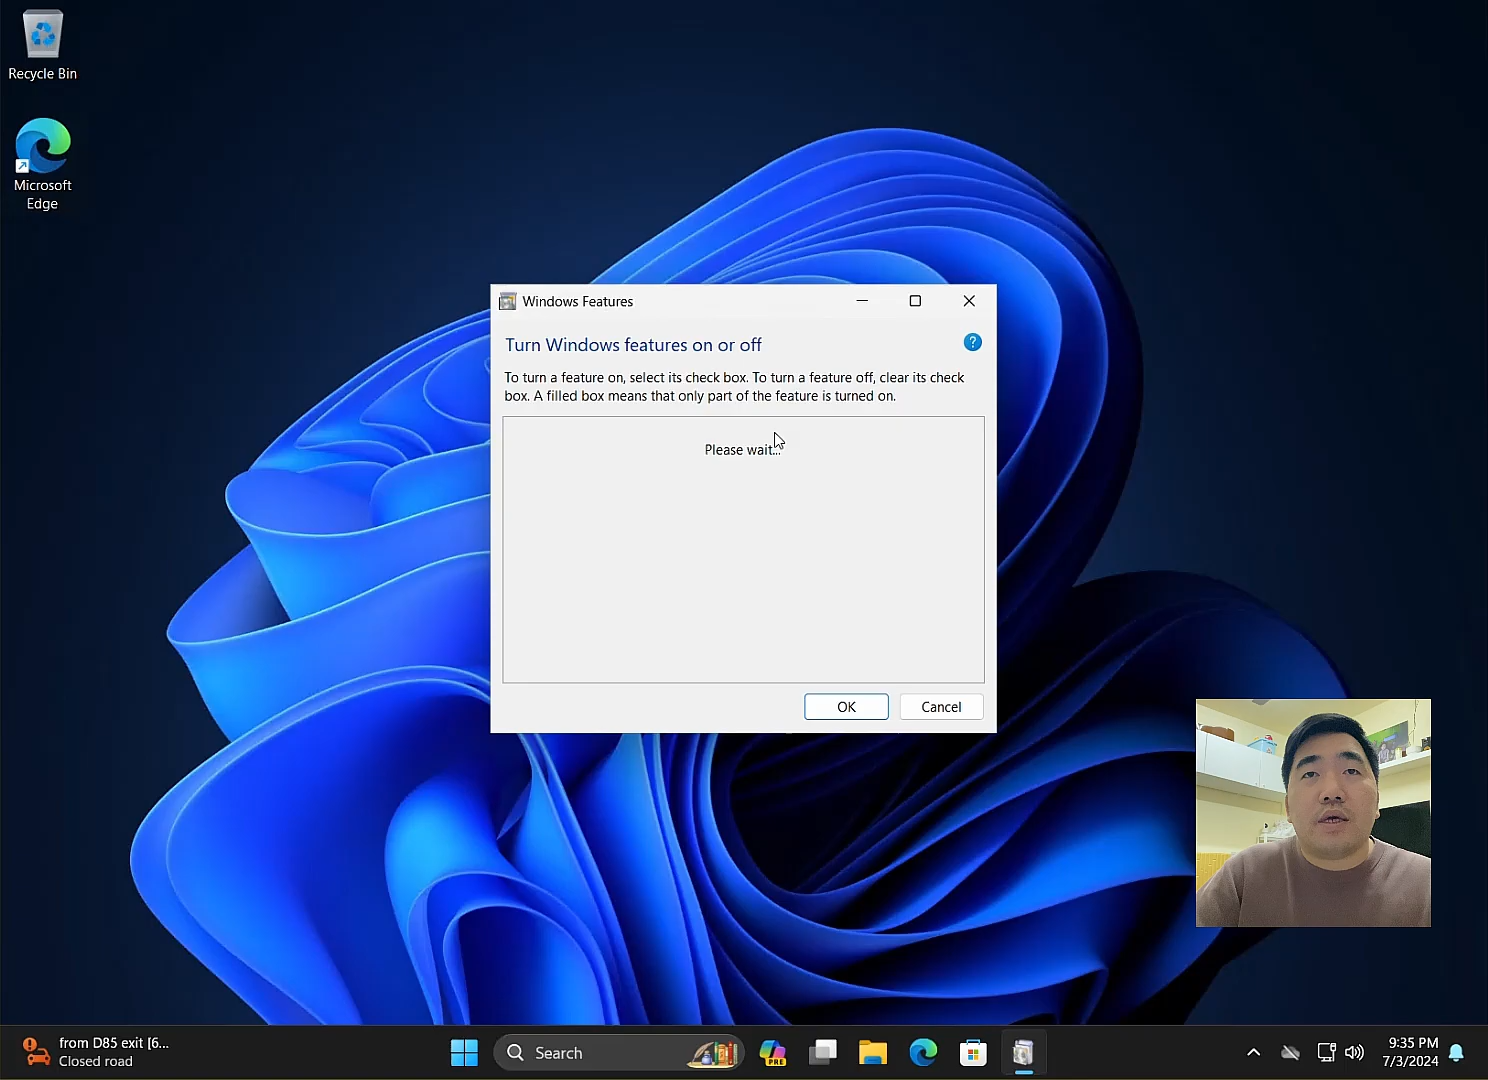 Recycle Bin
Microsoft
Edge
Windows Features
Turn Windows features on or off
?
To turn a feature on, select its check box. To turn a feature off, clear its check
box. A filled box means that only part of the feature is turned on.
Please wait...
OK
Cancel
from D85 exit [6...
Closed road
Search
PRE
9:35 PM
7/3/2024